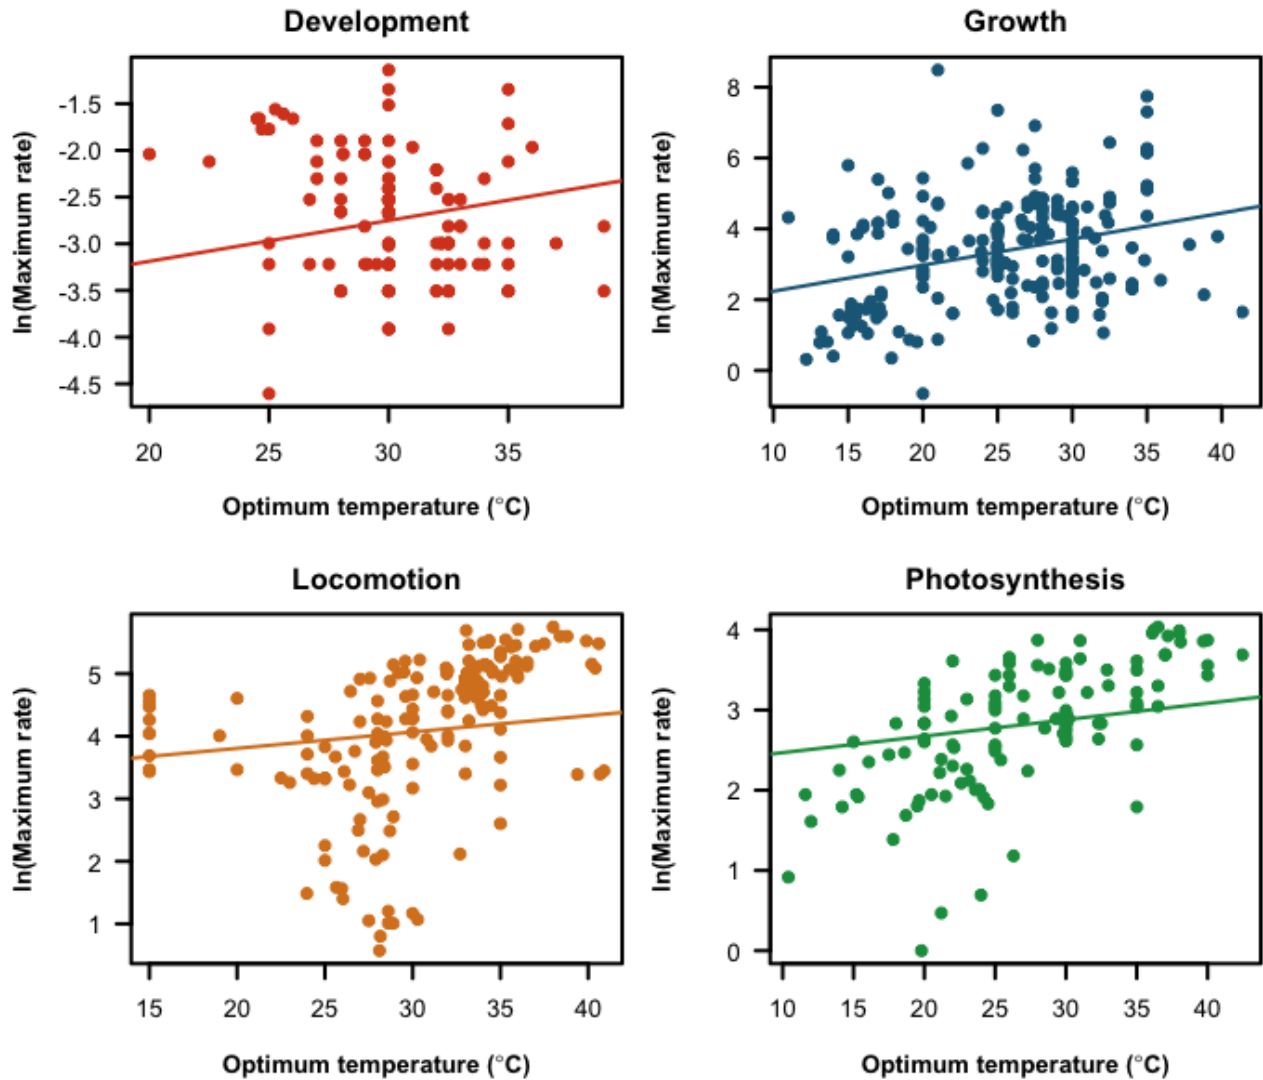 Development
ln(Maximum rate)
-1.5
-2.0
-2.5
-3.0
-3.5
-4.0
-4.5
20 25 30 35
Optimum temperature (°C)
Growth
ln(Maximum rate)
8
6
4
2
0
10 15 20 25 30 35 40
Optimum temperature (°C)
Locomotion
ln(Maximum rate)
5
4
3
2
1
15 20 25 30 35 40
Optimum temperature (°C)
Photosynthesis
ln(Maximum rate)
4
3
2
1
0
10 15 20 25 30 35 40
Optimum temperature (°C)